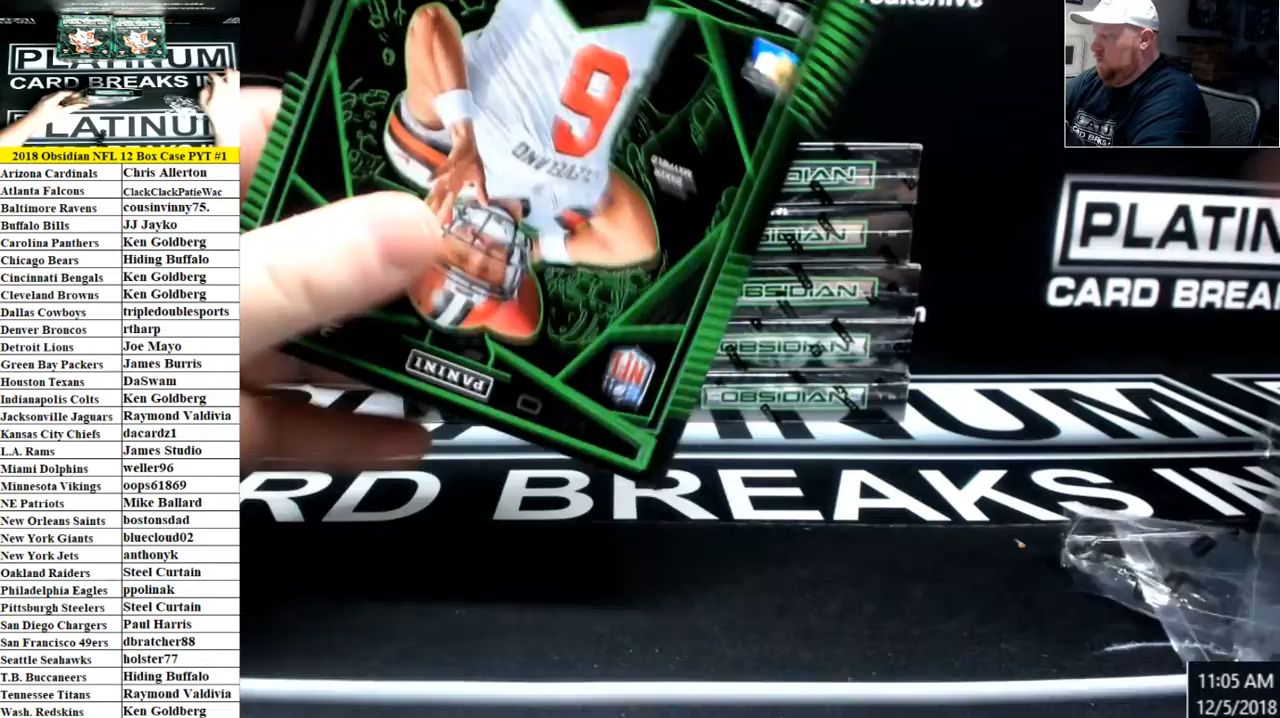 PLATINUM
CARD BREAKS IN
PLATINUM
2018 Obsidian NFL 12 Box Case PYT #1
Arizona Cardinals Chris Allerton
Atlanta Falcons ClackClackPatieWac
Baltimore Ravens cousinvinny75.
Buffalo Bills JJ Jayko
Carolina Panthers Ken Goldberg
Chicago Bears Hiding Buffalo
Cincinnati Bengals Ken Goldberg
Cleveland Browns Ken Goldberg
Dallas Cowboys tripledoublesports
Denver Broncos rtharp
Detroit Lions Joe Mayo
Green Bay Packers James Burris
Houston Texans DaSwam
Indianapolis Colts Ken Goldberg
Jacksonville Jaguars Raymond Valdivia
Kansas City Chiefs dacardz1
L.A. Rams James Studio
Miami Dolphins weller96
Minnesota Vikings oops61869
NE Patriots Mike Ballard
New Orleans Saints bostonsdad
New York Giants bluecloud02
New York Jets anthonyk
Oakland Raiders Steel Curtain
Philadelphia Eagles ppolinak
Pittsburgh Steelers Steel Curtain
San Diego Chargers Paul Harris
San Francisco 49ers dbratcher88
Seattle Seahawks holster77
T.B. Buccaneers Hiding Buffalo
Tennessee Titans Raymond Valdivia
Wash. Redskins Ken Goldberg
PANINI
NFL
DIAN
SIDIAN
OBSIDIAN
OBSIDIAN
OBSIDIAN
PLATIN
CARD BREA
RD BREAKS IN
CARD BREAKS
11:05 AM
12/5/2018